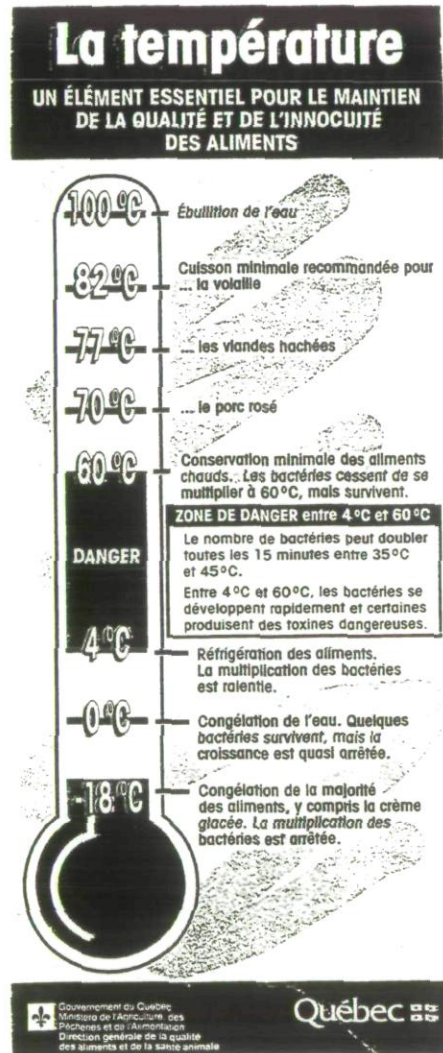 La température
UN ÉLÉMENT ESSENTIEL POUR LE MAINTIEN
DE LA QUALITÉ ET DE L'INNOCUITÉ
DES ALIMENTS
100 °C
Ébullition de l'eau
82 °C
Cuisson minimale recommandée pour
... la volaille
77 °C
... les viandes hachées
70 °C
... le porc rosé
60 °C
Conservation minimale des aliments
chauds. Les bactéries cessent de se
multiplier à 60°C, mais survivent.
ZONE DE DANGER entre 4°C et 60°C
Le nombre de bactéries peut doubler
toutes les 15 minutes entre 35°C
et 45°C.
Entre 4°C et 60°C, les bactéries se
développent rapidement et certaines
produisent des toxines dangereuses.
DANGER
4 °C
Réfrigération des aliments.
La multiplication des bactéries
est ralentie.
0 °C
Congélation de l'eau. Quelques
bactéries survivent, mais la
croissance est quasi arrêtée.
-18 °C
Congélation de la majorité
des aliments, y compris la crème
glacée. La multiplication des
bactéries est arrêtée.
Gouvernement du Québec
Ministère de l'Agriculture, des
Pêcheries et de l'Alimentation
Direction générale de la qualité
des aliments et de la santé animale
Québec